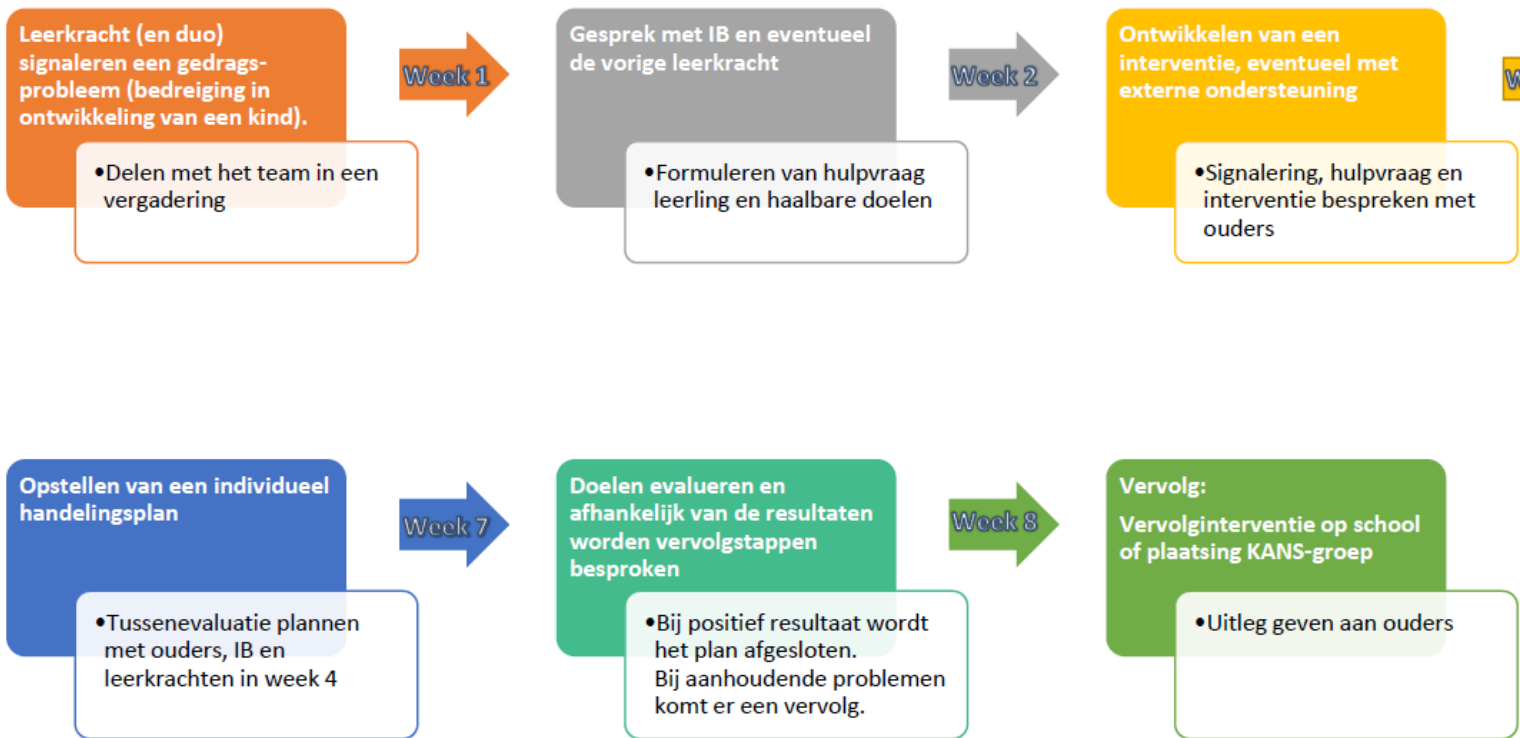 Leerkracht (en duo)
signaleren een gedrags-
probleem (bedreiging in
ontwikkeling van een kind).
•Delen met het team in een
vergadering
Week 1
Gesprek met IB en eventueel
de vorige leerkracht
•Formuleren van hulpvraag
leerling en haalbare doelen
Week 2
Ontwikkelen van een
interventie, eventueel met
externe ondersteuning
•Signalering, hulpvraag en
interventie bespreken met
ouders
Opstellen van een individueel
handelingsplan
•Tussenevaluatie plannen
met ouders, IB en
leerkrachten in week 4
Week 7
Doelen evalueren en
afhankelijk van de resultaten
worden vervolgstappen
besproken
•Bij positief resultaat wordt
het plan afgesloten.
Bij aanhoudende problemen
komt er een vervolg.
Week 8
Vervolg:
Vervolginterventie op school
of plaatsing KANS-groep
•Uitleg geven aan ouders